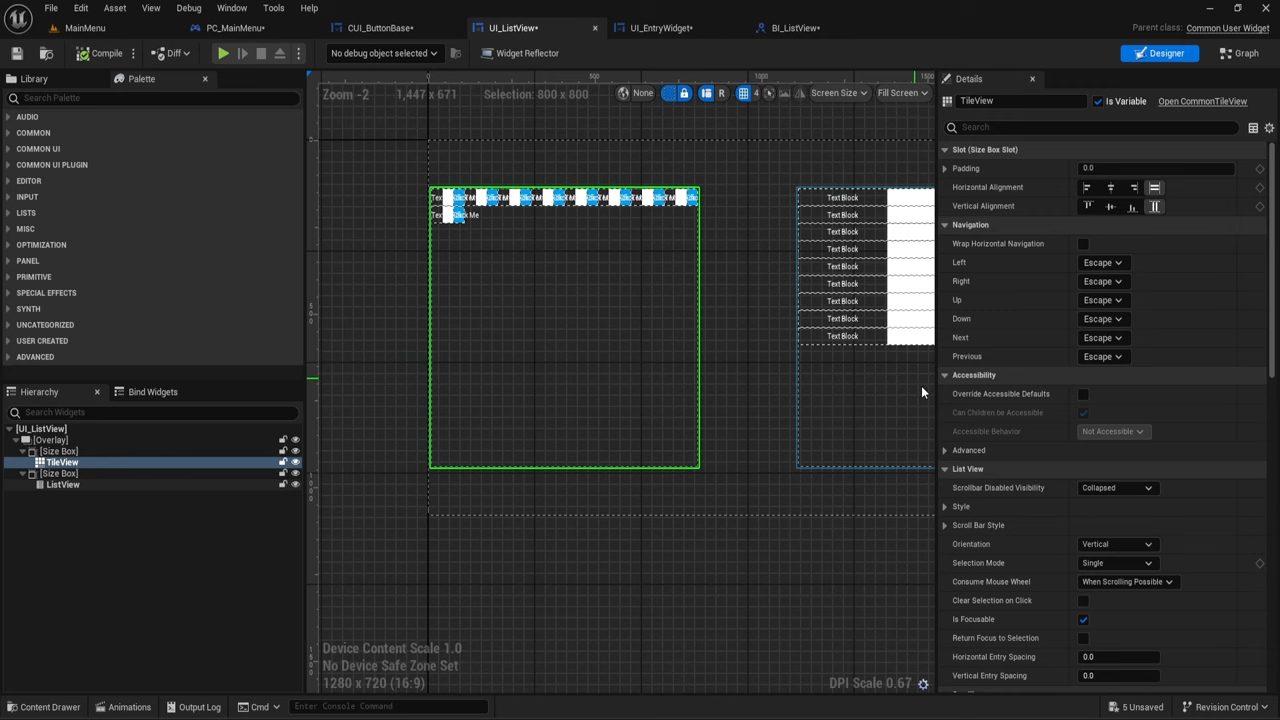 File Edit Asset View Debug Window Tools Help
MainMenu PC_MainMenu* CUI_ButtonBase* UI_ListView* UI_EntryWidget* BI_ListView* Parent class: Common User Widget
Compile Diff No debug object selected Widget Reflector Designer Graph
Library Palette
Search Palette
AUDIO
COMMON
COMMON UI
COMMON UI PLUGIN
EDITOR
INPUT
LISTS
MISC
OPTIMIZATION
PANEL
PRIMITIVE
SPECIAL EFFECTS
SYNTH
UNCATEGORIZED
USER CREATED
ADVANCED
Hierarchy Bind Widgets
Search Widgets
[UI_ListView]
[Overlay]
[Size Box]
TileView
[Size Box]
ListView
0 500 1000 1500
Zoom -2 1,447 x 671 Selection: 800 x 800 None R 4 Screen Size Fill Screen
Text Block
Text Block
Text Block
Text Block
Text Block
Text Block
Text Block
Text Block
Text Block
Device Content Scale 1.0
No Device Safe Zone Set
1280 x 720 (16:9) DPI Scale 0.67
Details
TileView Is Variable Open CommonTileView
Search
Slot (Size Box Slot)
Padding 0.0
Horizontal Alignment
Vertical Alignment
Navigation
Wrap Horizontal Navigation
Left Escape
Right Escape
Up Escape
Down Escape
Next Escape
Previous Escape
Accessibility
Override Accessible Defaults
Can Children be Accessible
Accessible Behavior Not Accessible
Advanced
List View
Scrollbar Disabled Visibility Collapsed
Style
Scroll Bar Style
Orientation Vertical
Selection Mode Single
Consume Mouse Wheel When Scrolling Possible
Clear Selection on Click
Is Focusable
Return Focus to Selection
Horizontal Entry Spacing 0.0
Vertical Entry Spacing 0.0
Content Drawer Animations Output Log Cmd Enter Console Command 5 Unsaved Revision Control